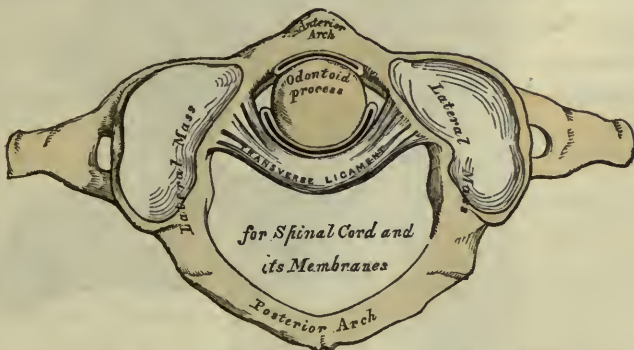 Anterior
Arch
Odontoid
process
Lateral Mass
Lateral Mass
TRANSVERSE LIGAMENT
for Spinal Cord and
its Membranes
Posterior Arch